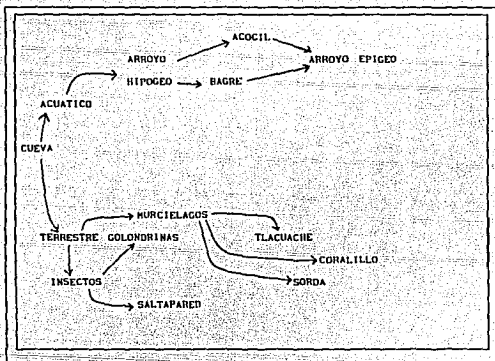 ACOCIL
ARROYO
ARROYO EPIGEO
HIPOGEO
BAGRE
ACUATICO
CUEVA
MURCIELAGOS
TERRESTRE GOLONDRINAS
TLACUACHE
CORALILLO
INSECTOS
SORDA
SALTAPARED